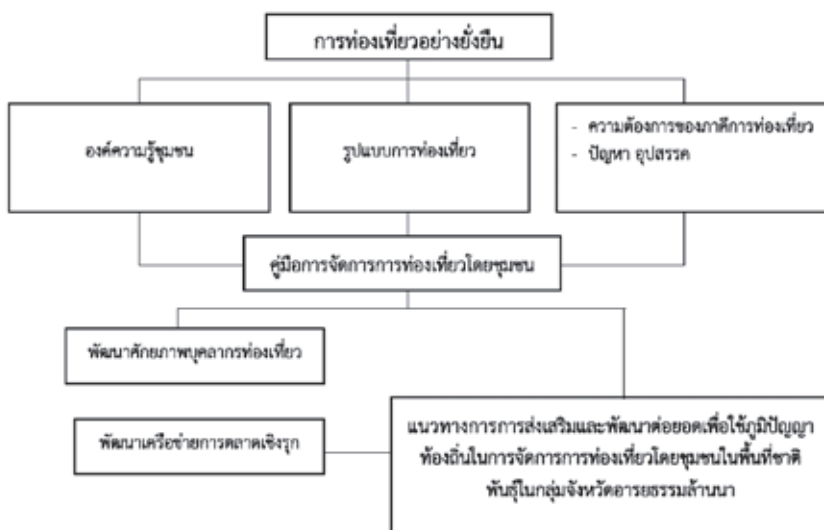 การท่องเที่ยวอย่างยั่งยืน
องค์ความรู้ชุมชน
รูปแบบการท่องเที่ยว
- ความต้องการของภาคีการท่องเที่ยว
- ปัญหา อุปสรรค
คู่มือการจัดการการท่องเที่ยวโดยชุมชน
พัฒนาศักยภาพบุคลากรท่องเที่ยว
พัฒนาเครือข่ายการตลาดเชิงรุก
แนวทางการการส่งเสริมและพัฒนาต่อยอดเพื่อใช้ภูมิปัญญา
ท้องถิ่นในการจัดการการท่องเที่ยวโดยชุมชนในพื้นที่ชาติ
พันธุ์ในกลุ่มจังหวัดอารยธรรมล้านนา